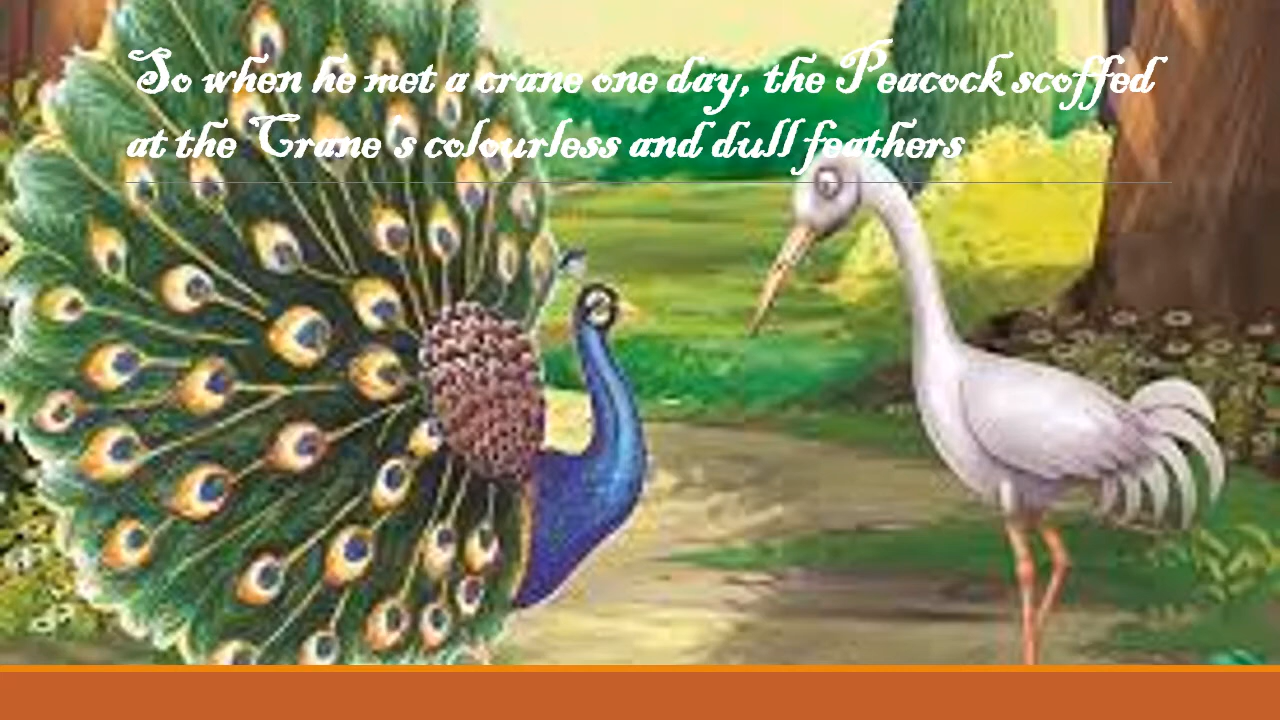 So when he met a crane one day, the Peacock scoffed
at the Crane's colourless and dull feathers